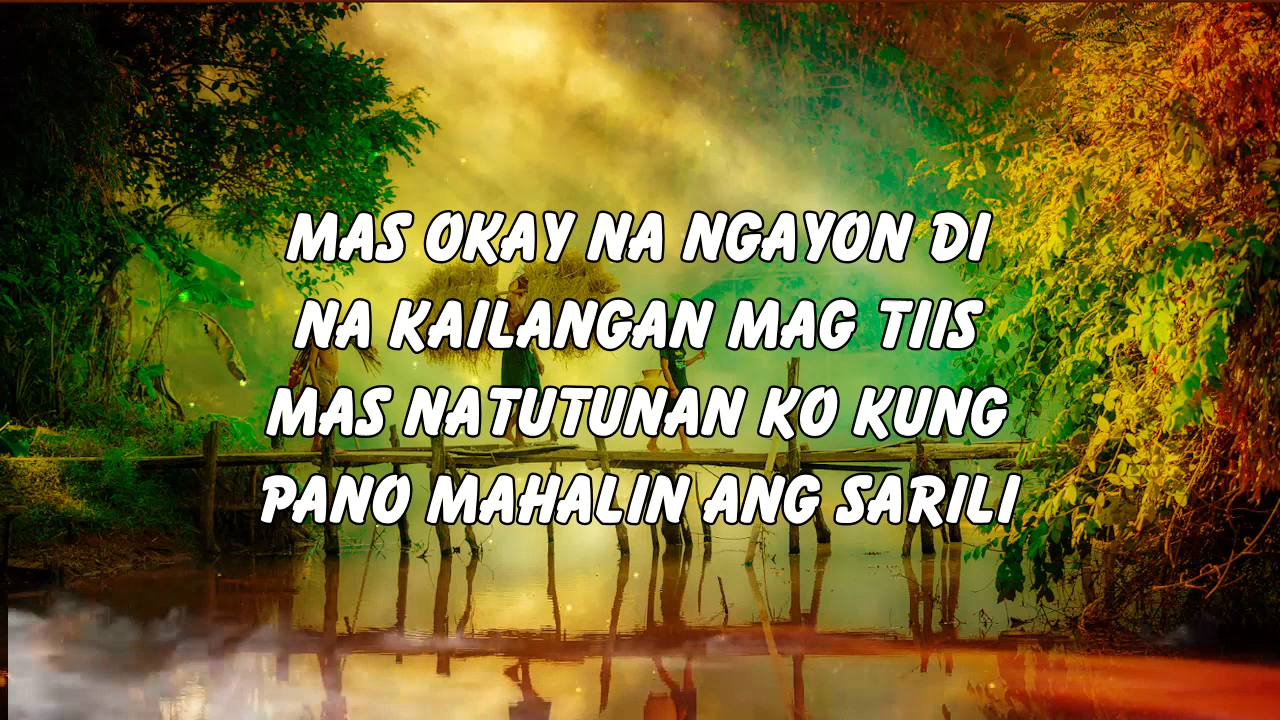 MAS OKAY NA NGAYON DI
NA KAILANGAN MAG TIIS
MAS NATUTUNAN KO KUNG
PANO MAHALIN ANG SARILI